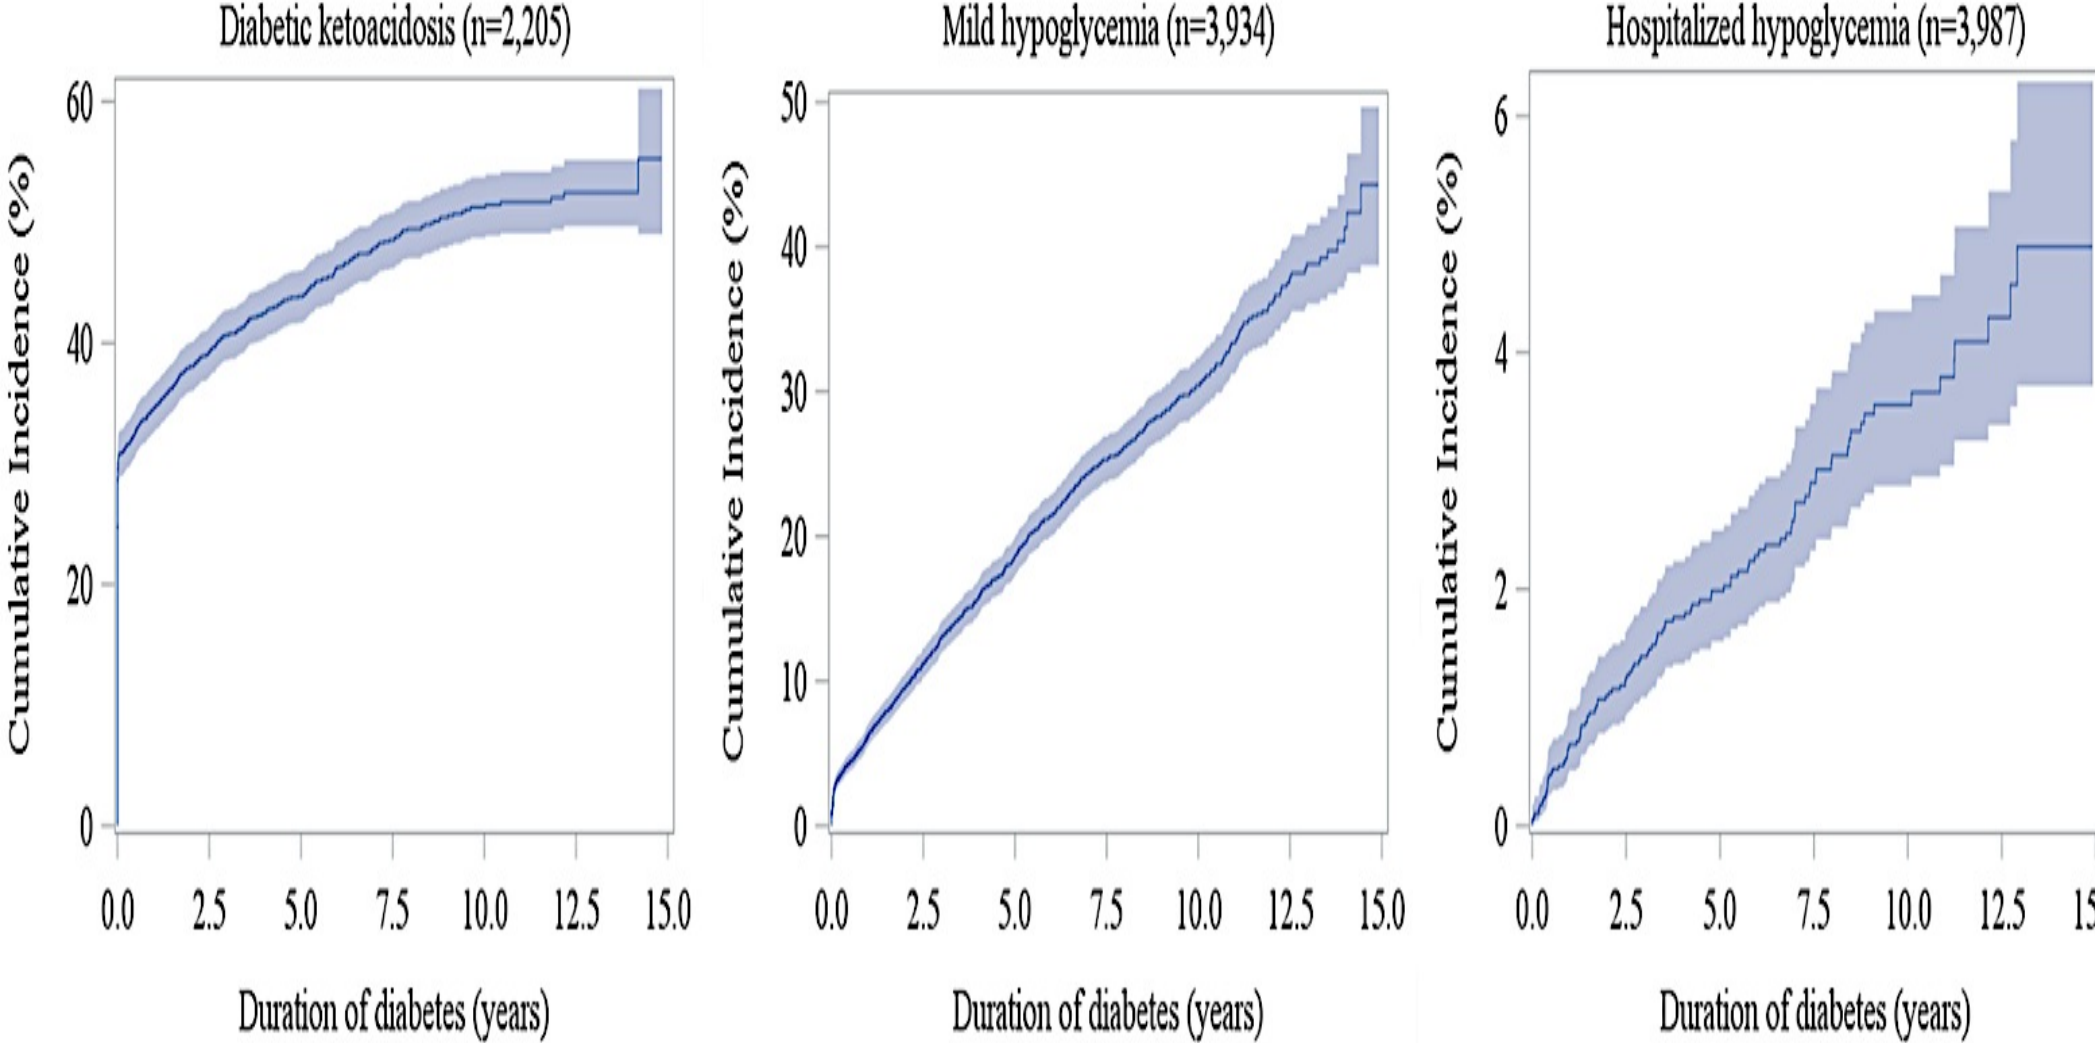 Diabetic ketoacidosis (n=2,205)
Cumulative Incidence (%)
60
40
20
0
0.0 2.5 5.0 7.5 10.0 12.5 15.0
Duration of diabetes (years)
Mild hypoglycemia (n=3,934)
Cumulative Incidence (%)
50
40
30
20
10
0
0.0 2.5 5.0 7.5 10.0 12.5 15.0
Duration of diabetes (years)
Hospitalized hypoglycemia (n=3,987)
Cumulative Incidence (%)
6
4
2
0
0.0 2.5 5.0 7.5 10.0 12.5 15
Duration of diabetes (years)